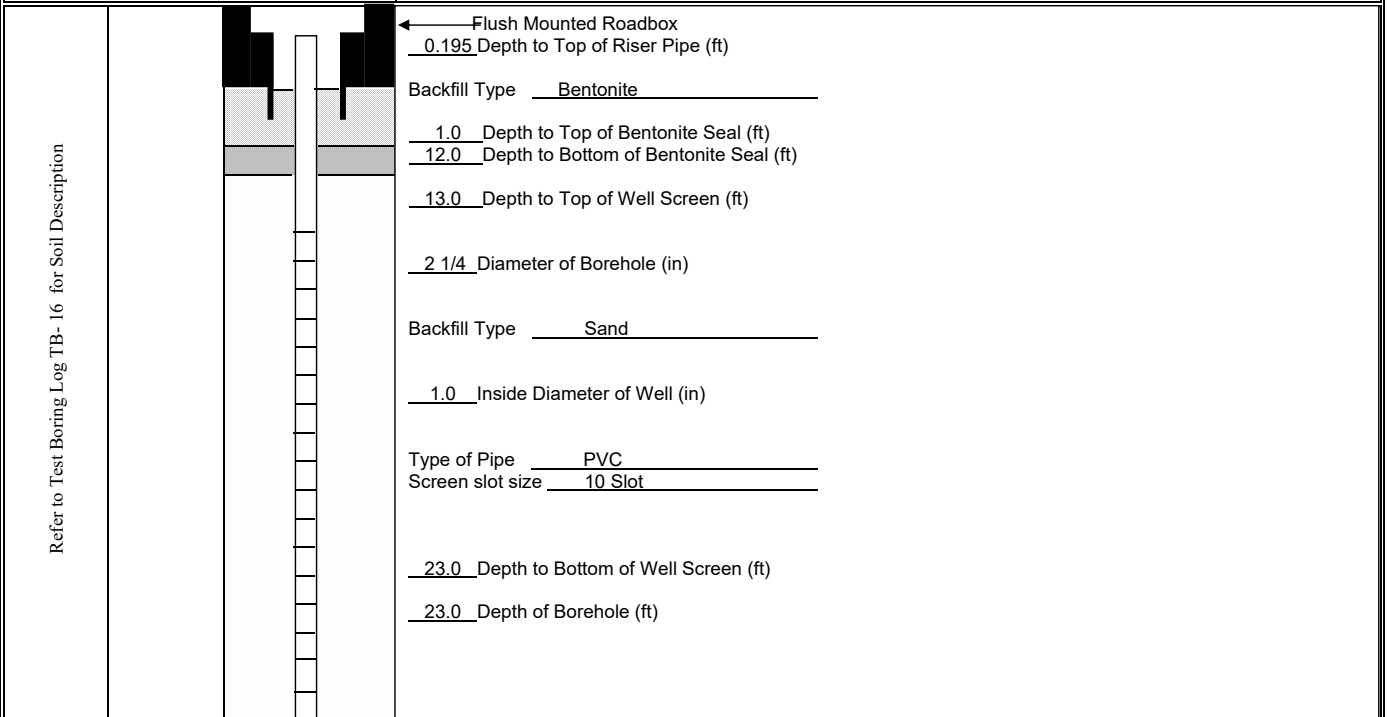 Flush Mounted Roadbox
0.195 Depth to Top of Riser Pipe (ft)
Backfill Type Bentonite
1.0 Depth to Top of Bentonite Seal (ft)
12.0 Depth to Bottom of Bentonite Seal (ft)
13.0 Depth to Top of Well Screen (ft)
2 1/4 Diameter of Borehole (in)
Backfill Type Sand
1.0 Inside Diameter of Well (in)
Type of Pipe PVC
Screen slot size 10 Slot
23.0 Depth to Bottom of Well Screen (ft)
23.0 Depth of Borehole (ft)
Refer to Test Boring Log TB- 16 for Soil Description